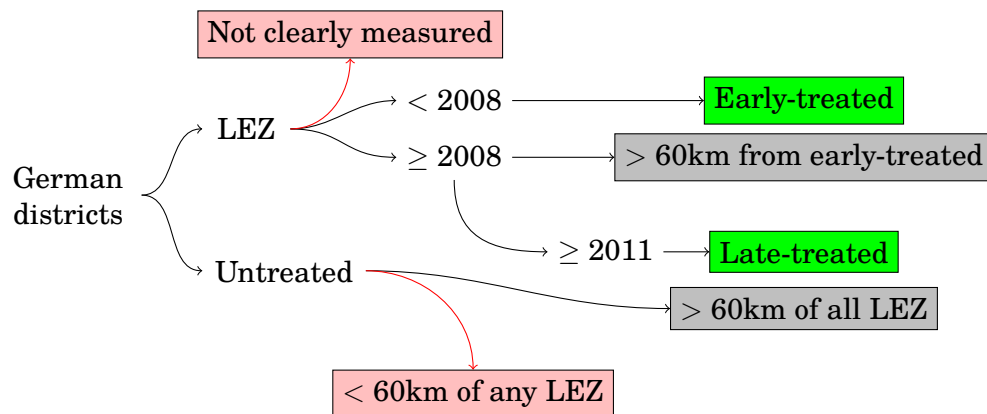 Not clearly measured
< 2008
Early-treated
LEZ
≥ 2008
> 60km from early-treated
German
districts
≥ 2011
Late-treated
Untreated
> 60km of all LEZ
< 60km of any LEZ